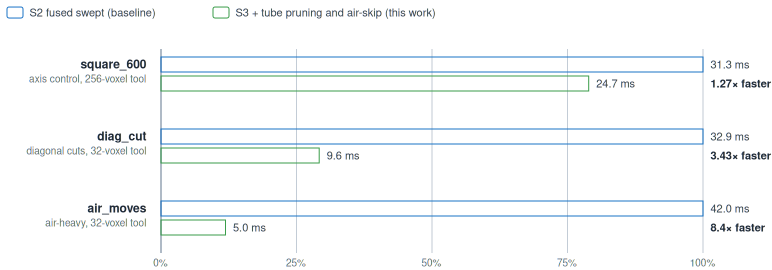 S2 fused swept (baseline)
S3 + tube pruning and air-skip (this work)
square_600
axis control, 256-voxel tool
31.3 ms
24.7 ms
1.27× faster
diag_cut
diagonal cuts, 32-voxel tool
32.9 ms
9.6 ms
3.43× faster
air_moves
air-heavy, 32-voxel tool
42.0 ms
5.0 ms
8.4× faster
0%
25%
50%
75%
100%